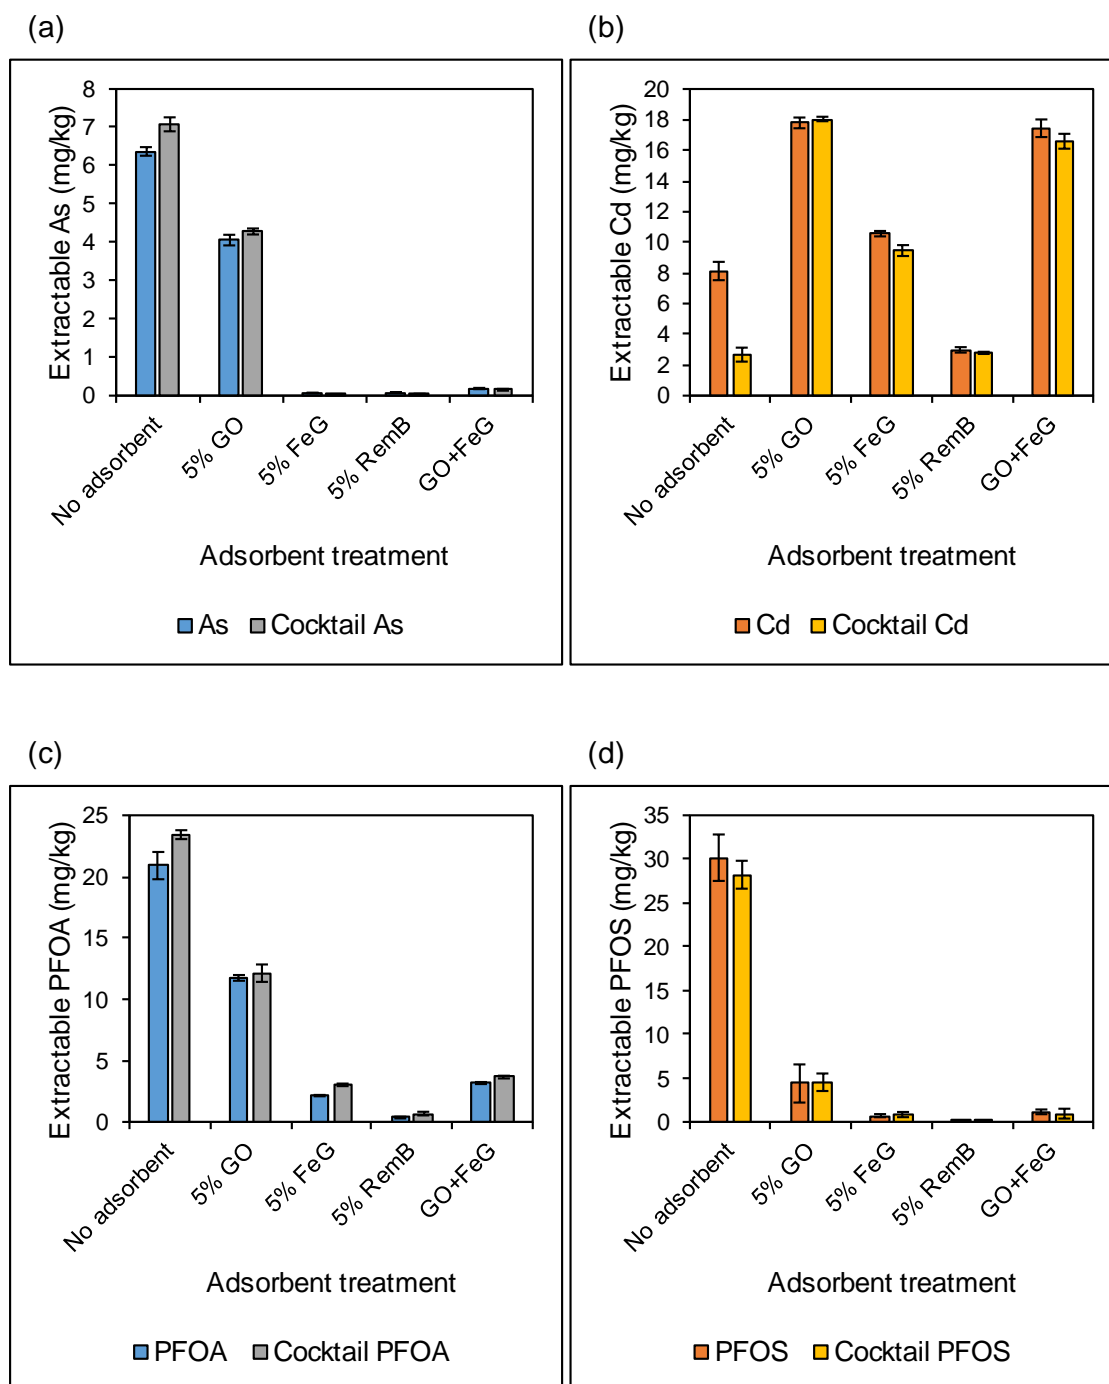 (a)
Extractable As (mg/kg)
8
7
6
5
4
3
2
1
0
No adsorbent
5% GO
5% FeG
5% RemB
GO+FeG
Adsorbent treatment
As
Cocktail As
(b)
Extractable Cd (mg/kg)
20
18
16
14
12
10
8
6
4
2
0
No adsorbent
5% GO
5% FeG
5% RemB
GO+FeG
Adsorbent treatment
Cd
Cocktail Cd
(c)
Extractable PFOA (mg/kg)
25
20
15
10
5
0
No adsorbent
5% GO
5% FeG
5% RemB
GO+FeG
Adsorbent treatment
PFOA
Cocktail PFOA
(d)
Extractable PFOS (mg/kg)
35
30
25
20
15
10
5
0
No adsorbent
5% GO
5% FeG
5% RemB
GO+FeG
Adsorbent treatment
PFOS
Cocktail PFOS